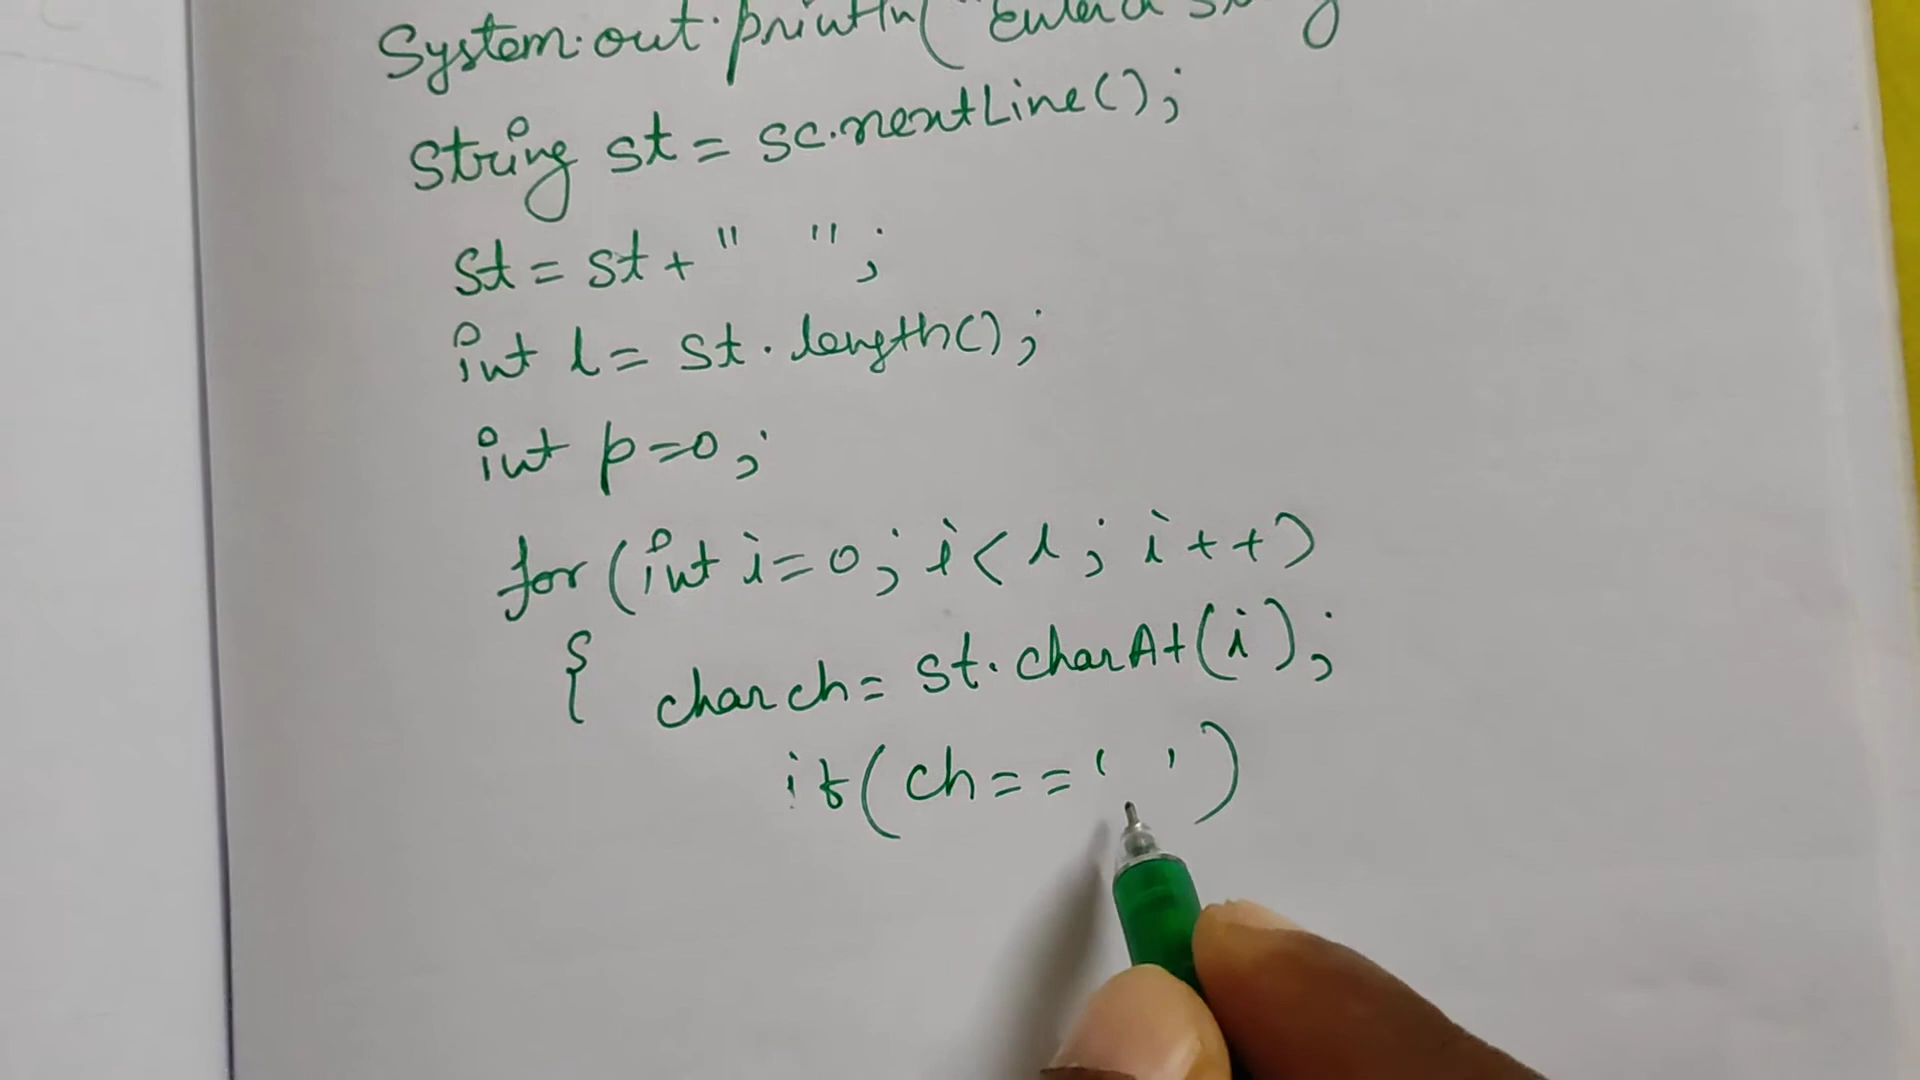 System.out.println("Enter a
String st = sc.nextLine();
st = st + " ";
int l = st.length();
int p=0;
for (int i=0; i<l; i++)
{ char ch = st.charAt(i);
if(ch==' ')